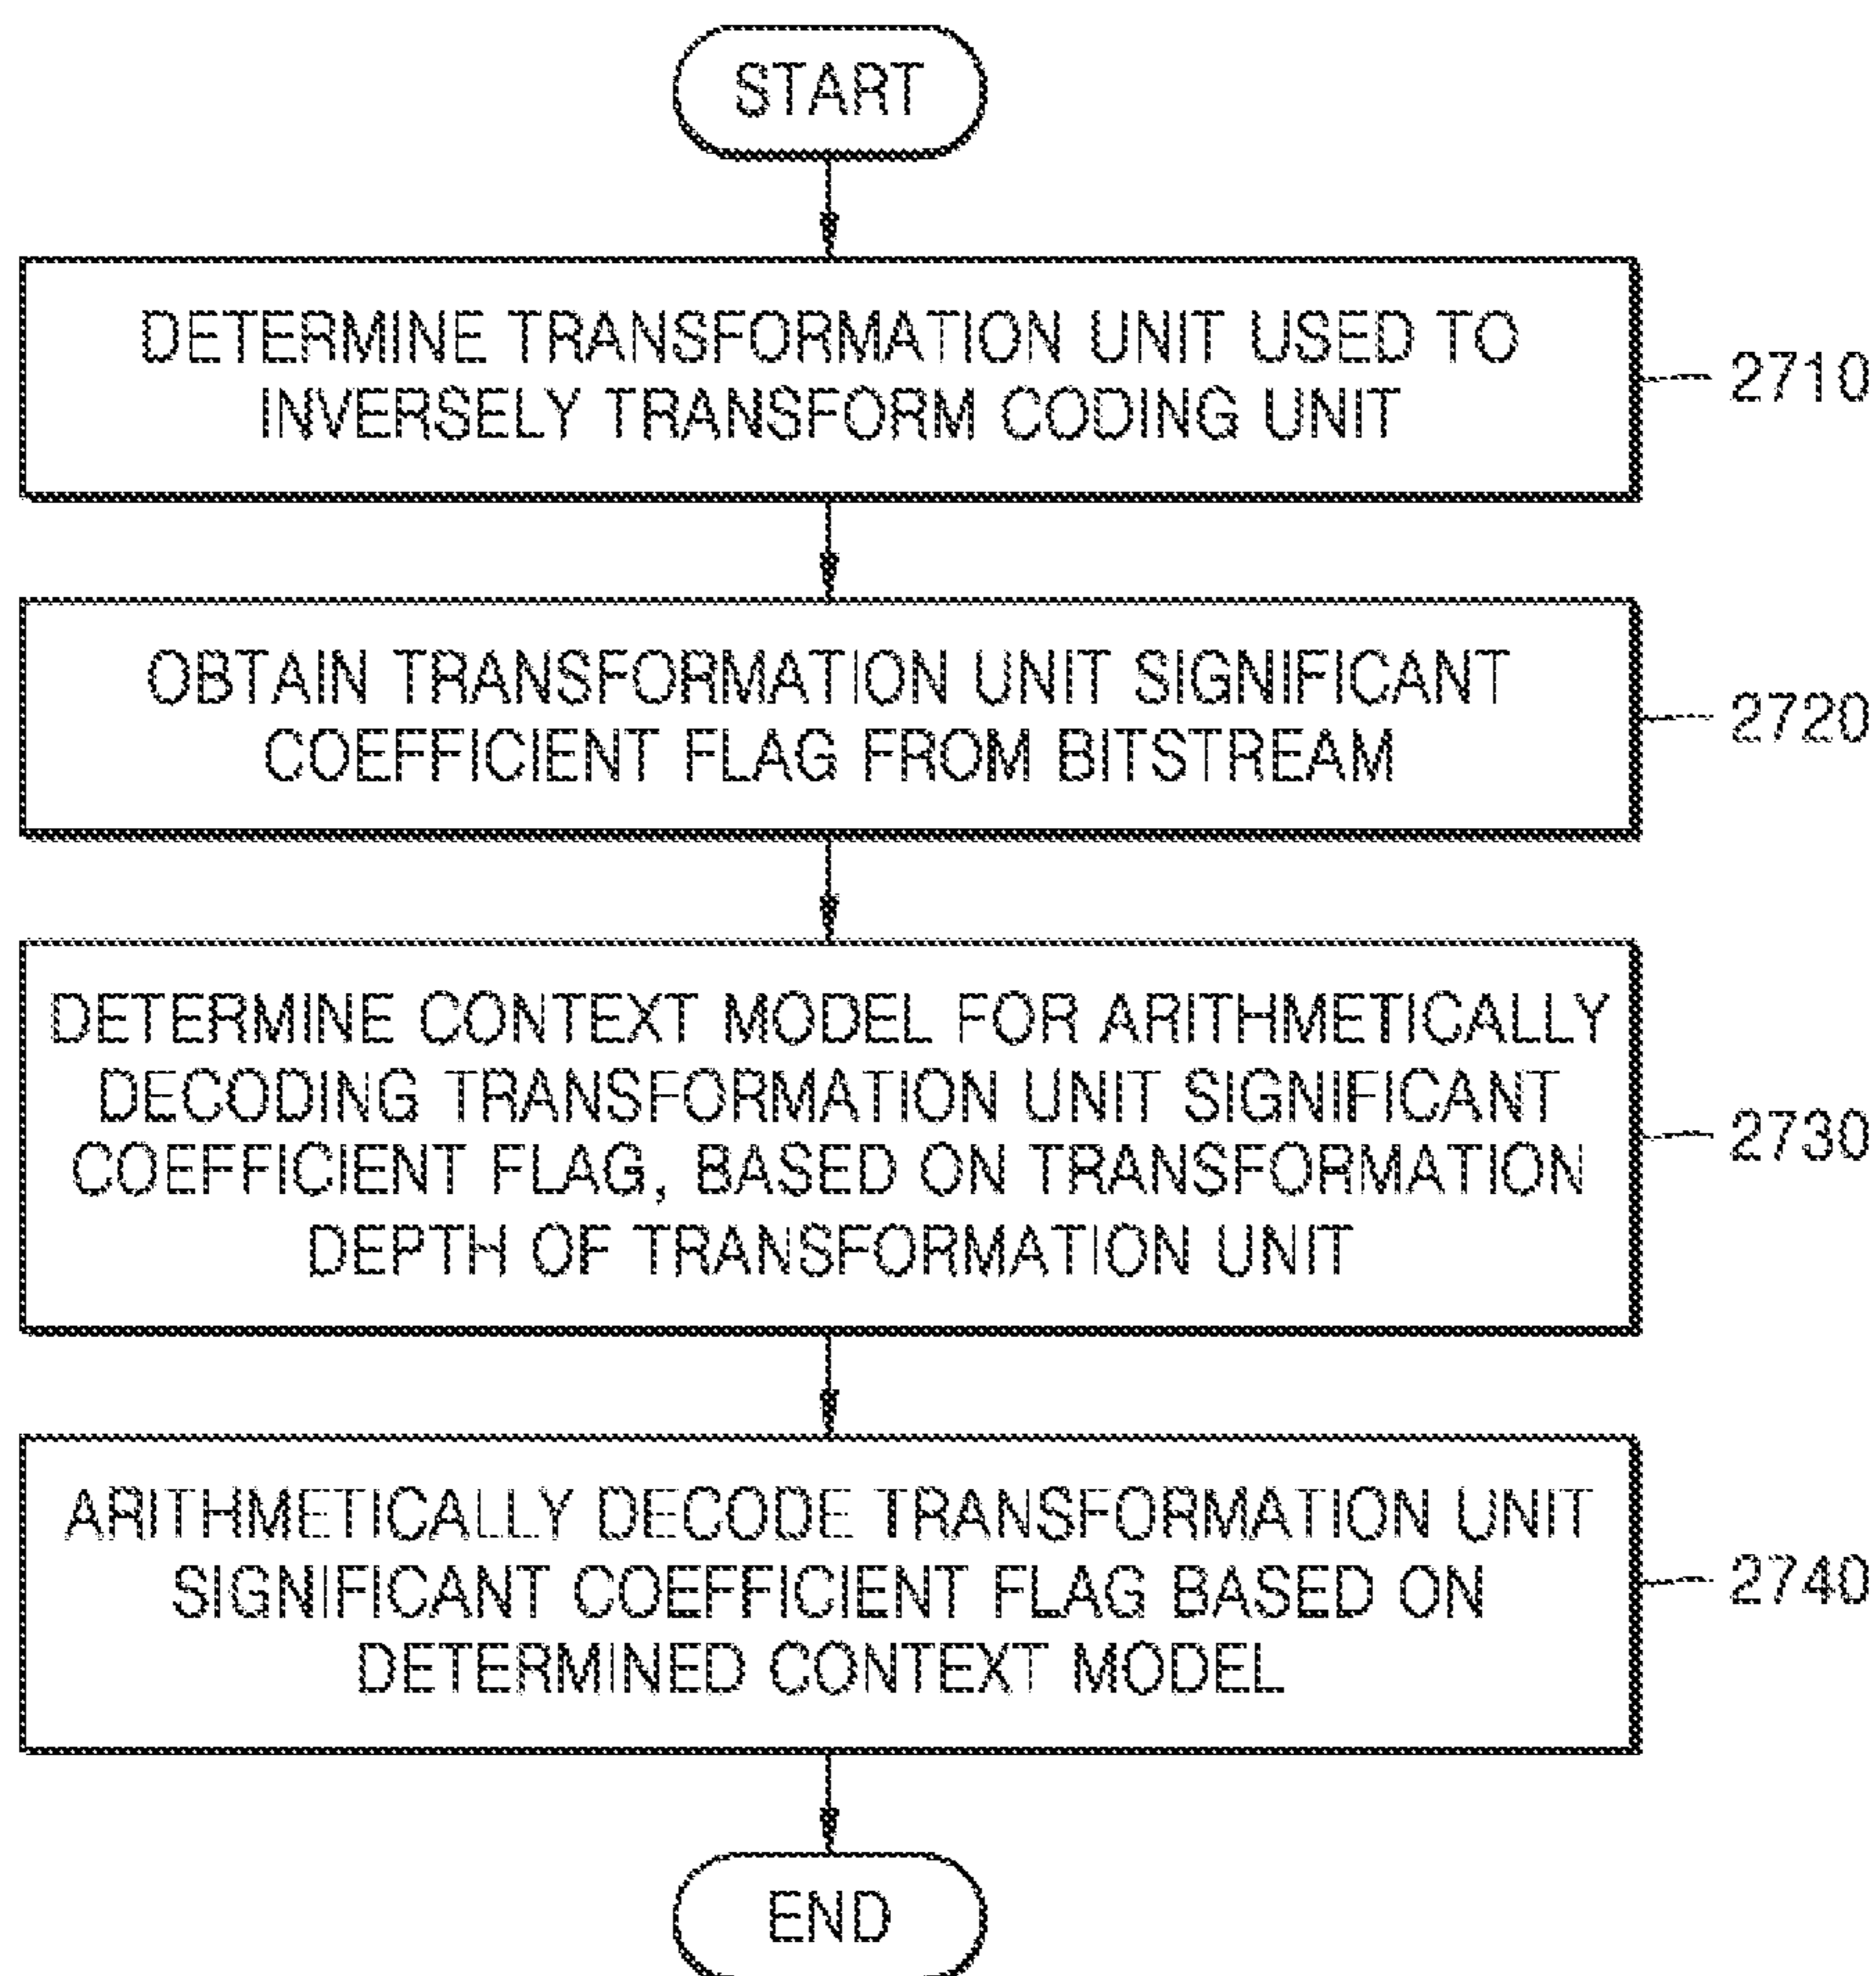 START
DETERMINE TRANSFORMATION UNIT USED TO
INVERSELY TRANSFORM CODING UNIT
2710
OBTAIN TRANSFORMATION UNIT SIGNIFICANT
COEFFICIENT FLAG FROM BITSTREAM
2720
DETERMINE CONTEXT MODEL FOR ARITHMETICALLY
DECODING TRANSFORMATION UNIT SIGNIFICANT
COEFFICIENT FLAG, BASED ON TRANSFORMATION
DEPTH OF TRANSFORMATION UNIT
2730
ARITHMETICALLY DECODE TRANSFORMATION UNIT
SIGNIFICANT COEFFICIENT FLAG BASED ON
DETERMINED CONTEXT MODEL
2740
END